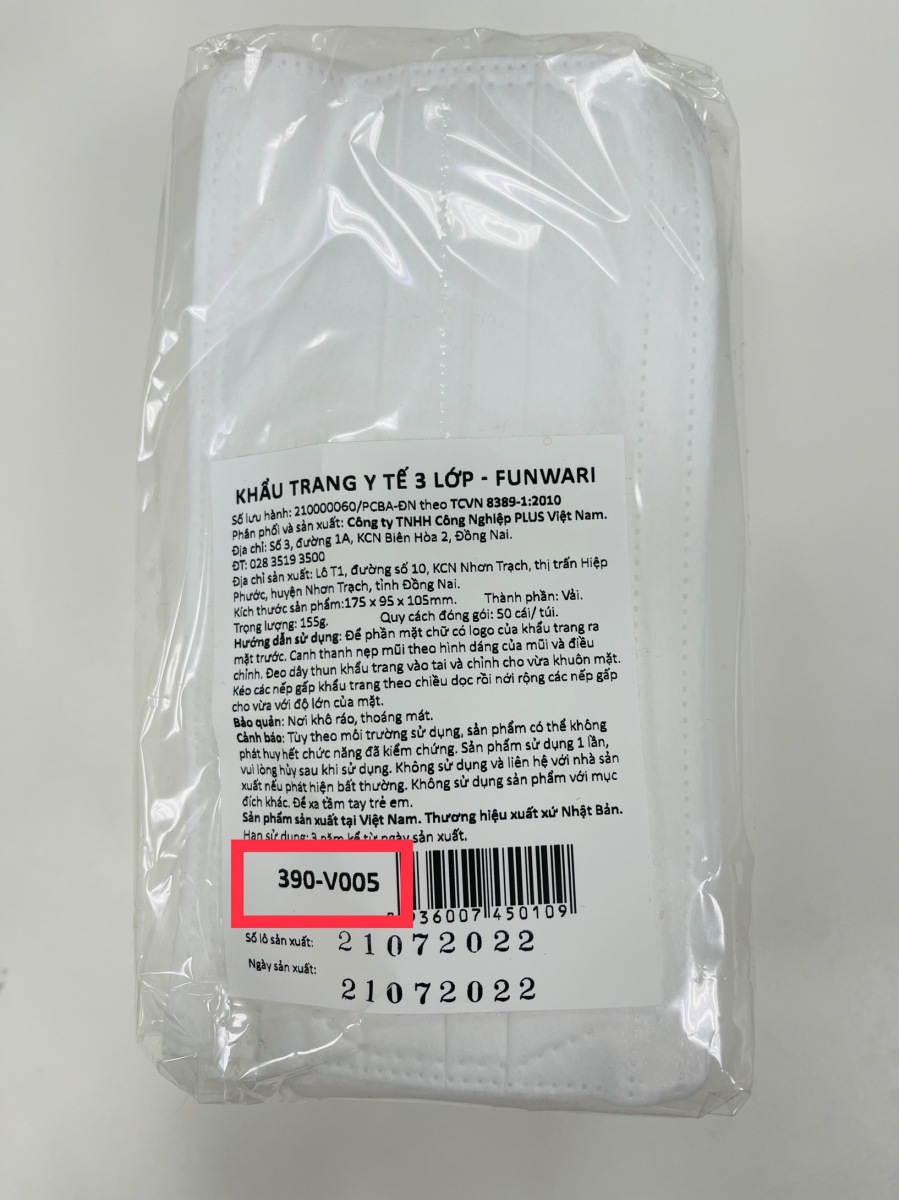 KHẨU TRANG Y TẾ 3 LỚP - FUNWARI
Số lưu hành: 210000060/PCBA-ĐN theo TCVN 8389-1:2010
Phân phối và sản xuất: Công ty TNHH Công Nghiệp PLUS Việt Nam.
Địa chỉ: Số 3, đường 1A, KCN Biên Hòa 2, Đồng Nai.
ĐT: 028 3519 3500
Địa chỉ sản xuất: Lô T1, đường số 10, KCN Nhơn Trạch, thị trấn Hiệp
Phước, huyện Nhơn Trạch, tỉnh Đồng Nai.
Kích thước sản phẩm:175 x 95 x 105mm. Thành phần: Vải.
Trọng lượng: 155g. Quy cách đóng gói: 50 cái/ túi.
Hướng dẫn sử dụng: Để phần mặt chữ có logo của khẩu trang ra
mặt trước. Canh thanh nẹp mũi theo hình dáng của mũi và điều
chỉnh. Đeo dây thun khẩu trang vào tai và chỉnh cho vừa khuôn mặt.
Kéo các nếp gấp khẩu trang theo chiều dọc rồi nới rộng các nếp gấp
cho vừa với độ lớn của mặt.
Bảo quản: Nơi khô ráo, thoáng mát.
Cảnh báo: Tùy theo môi trường sử dụng, sản phẩm có thể không
phát huy hết chức năng đã kiểm chứng. Sản phẩm sử dụng 1 lần,
vui lòng hủy sau khi sử dụng. Không sử dụng và liên hệ với nhà sản
xuất nếu phát hiện bất thường. Không sử dụng sản phẩm với mục
đích khác. Để xa tầm tay trẻ em.
Sản phẩm sản xuất tại Việt Nam. Thương hiệu xuất xứ Nhật Bản.
Hạn sử dụng: 3 năm kể từ ngày sản xuất.
390-V005
936007 450109
Số lô sản xuất: 21072022
Ngày sản xuất: 21072022